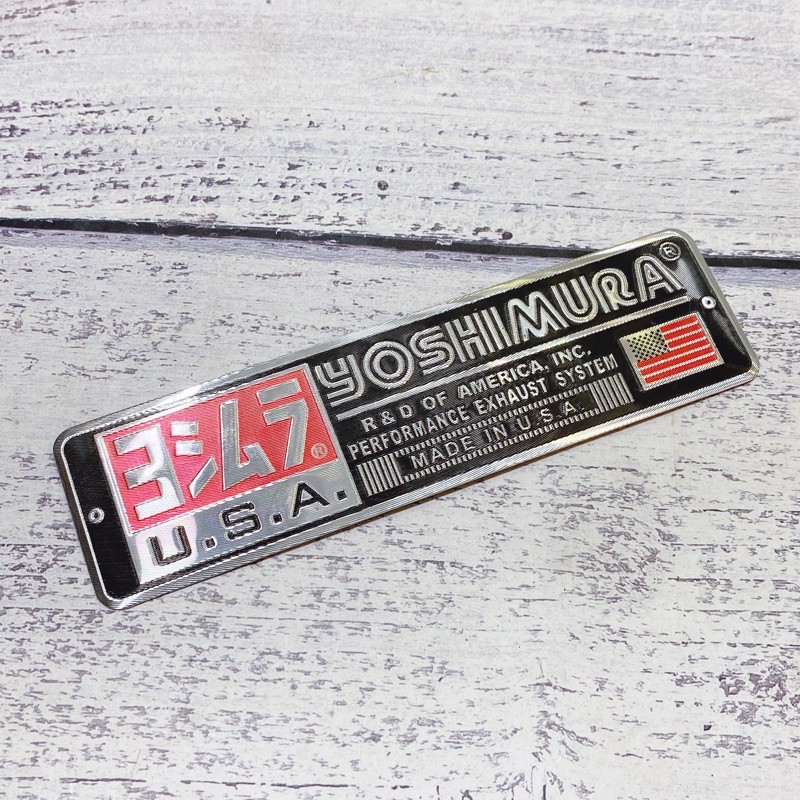 ヨシムラ®
U.S.A.
YOSHIMURA®
R & D OF AMERICA, INC.
PERFORMANCE EXHAUST SYSTEM
MADE IN U.S.A.